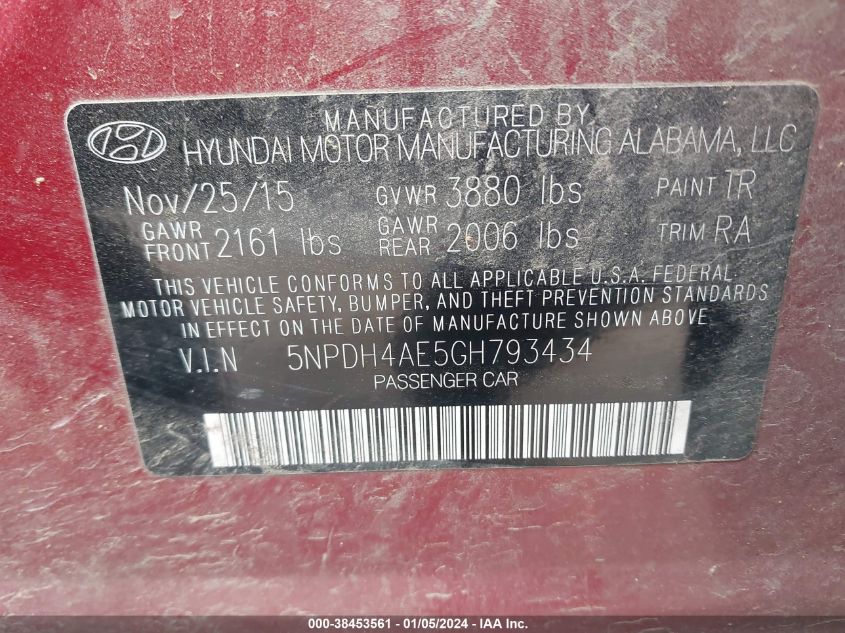 MANUFACTURED BY
HYUNDAI MOTOR MANUFACTURING ALABAMA, LLC
Nov/25/15 GVWR 3880 lbs PAINT TR
GAWR FRONT 2161 lbs GAWR REAR 2006 lbs TRIM RA
THIS VEHICLE CONFORMS TO ALL APPLICABLE U.S.A. FEDERAL
MOTOR VEHICLE SAFETY, BUMPER, AND THEFT PREVENTION STANDARDS
IN EFFECT ON THE DATE OF MANUFACTURE SHOWN ABOVE.
V.I.N 5NPDH4AE5GH793434
PASSENGER CAR
000-38453561 - 01/05/2024 - IAA Inc.